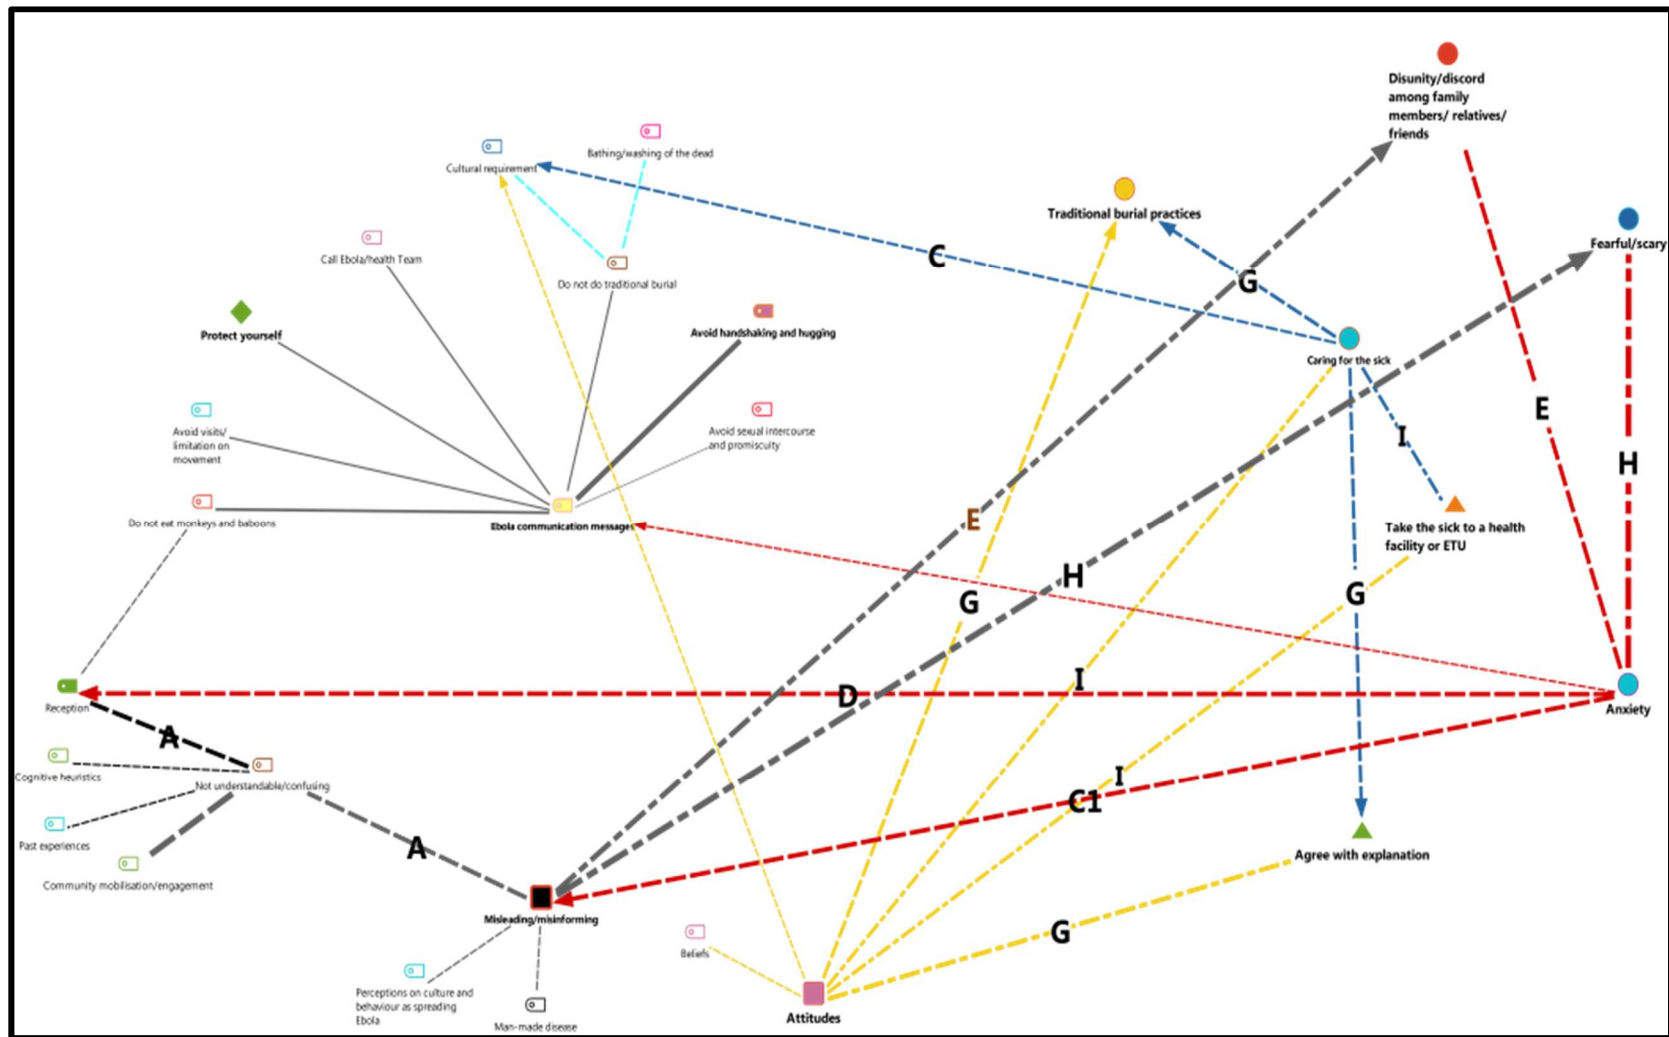 Disunity/discord
among family
members/ relatives/
friends
Bathing/washing of the dead
Cultural requirement
Traditional burial practices
Fearful/scary
Call Ebola/health Team
C
Do not do traditional burial
G
Protect yourself
Avoid handshaking and hugging
Caring for the sick
Avoid visits/
limitation on
movement
Avoid sexual intercourse
and promiscuity
E
I
H
Do not eat monkeys and baboons
Ebola communication messages
E
Take the sick to a health
facility or ETU
H
G
G
I
D
Reception
Anxiety
A
Cognitive heuristics
Not understandable/confusing
I
C1
Past experiences
A
Agree with explanation
Community mobilisation/engagement
Misleading/misinforming
G
Beliefs
Perceptions on culture and
behaviour as spreading
Ebola
Man-made disease
Attitudes